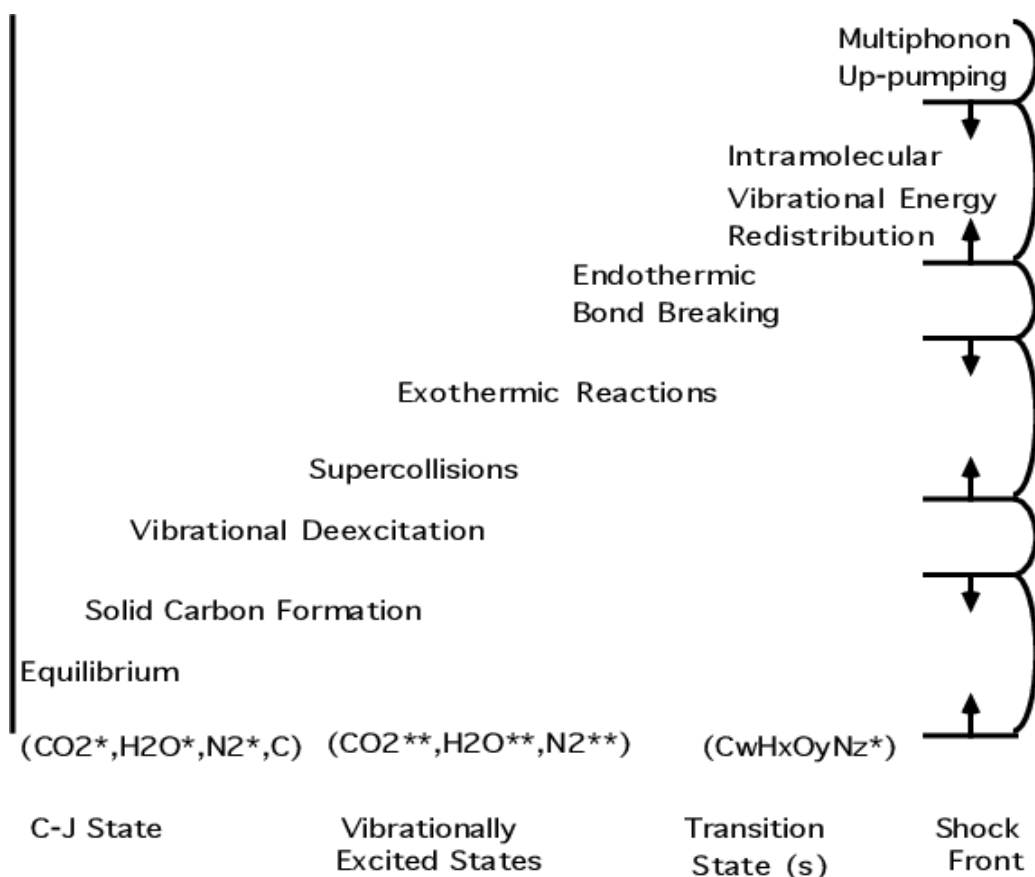 Multiphonon
Up-pumping
Intramolecular
Vibrational Energy
Redistribution
Endothermic
Bond Breaking
Exothermic Reactions
Supercollisions
Vibrational Deexcitation
Solid Carbon Formation
Equilibrium
(CO2*,H2O*,N2*,C) (CO2**,H2O**,N2**) (CwHxOyNz*)
C-J State Vibrationally Transition Shock
Excited States State (s) Front